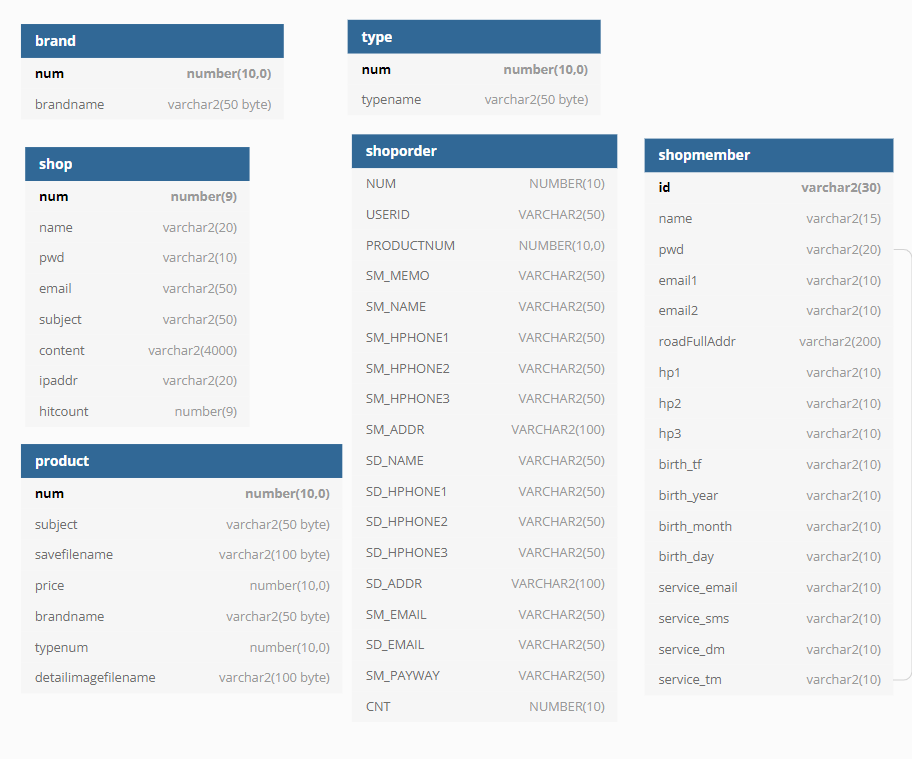 brand
num number(10,0)
brandname varchar2(50 byte)
type
num number(10,0)
typename varchar2(50 byte)
shop
num number(9)
name varchar2(20)
pwd varchar2(10)
email varchar2(50)
subject varchar2(50)
content varchar2(4000)
ipaddr varchar2(20)
hitcount number(9)
product
num number(10,0)
subject varchar2(50 byte)
savefilename varchar2(100 byte)
price number(10,0)
brandname varchar2(50 byte)
typenum number(10,0)
detailimagefilename varchar2(100 byte)
shoporder
NUM NUMBER(10)
USERID VARCHAR2(50)
PRODUCTNUM NUMBER(10,0)
SM_MEMO VARCHAR2(50)
SM_NAME VARCHAR2(50)
SM_HPHONE1 VARCHAR2(50)
SM_HPHONE2 VARCHAR2(50)
SM_HPHONE3 VARCHAR2(50)
SM_ADDR VARCHAR2(100)
SD_NAME VARCHAR2(50)
SD_HPHONE1 VARCHAR2(50)
SD_HPHONE2 VARCHAR2(50)
SD_HPHONE3 VARCHAR2(50)
SD_ADDR VARCHAR2(100)
SM_EMAIL VARCHAR2(50)
SD_EMAIL VARCHAR2(50)
SM_PAYWAY VARCHAR2(50)
CNT NUMBER(10)
shopmember
id varchar2(30)
name varchar2(15)
pwd varchar2(20)
email1 varchar2(10)
email2 varchar2(10)
roadFullAddr varchar2(200)
hp1 varchar2(10)
hp2 varchar2(10)
hp3 varchar2(10)
birth_tf varchar2(10)
birth_year varchar2(10)
birth_month varchar2(10)
birth_day varchar2(10)
service_email varchar2(10)
service_sms varchar2(10)
service_dm varchar2(10)
service_tm varchar2(10)